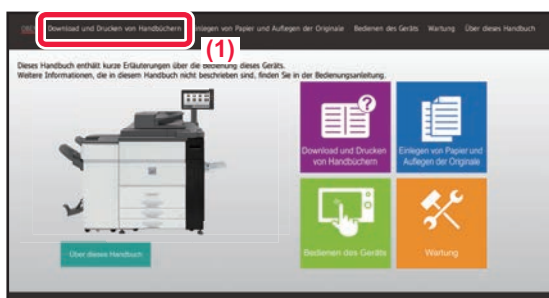 Download und Drucken von Handbüchern Einlegen von Papier und Auflegen der Originale Bedienen des Geräts Wartung Über dieses Handbuch
(1)
Dieses Handbuch enthält kurze Erläuterungen über die Bedienung dieses Geräts.
Weitere Informationen, die in diesem Handbuch nicht beschrieben sind, finden Sie in der Bedienungsanleitung.
Download und Drucken
von Handbüchern
Einlegen von Papier und
Auflegen der Originale
Bedienen des Geräts
Wartung
Über dieses Handbuch